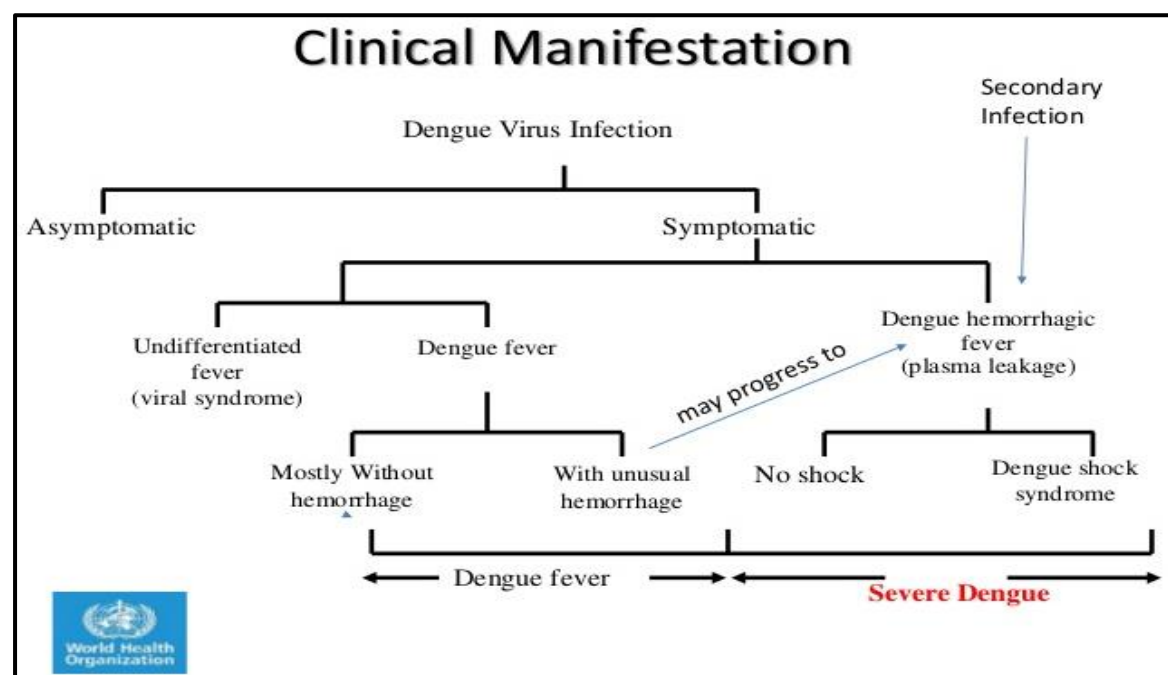 Clinical Manifestation
Secondary
Infection
Dengue Virus Infection
Asymptomatic
Symptomatic
Undifferentiated
fever
(viral syndrome)
Dengue fever
Dengue hemorrhagic
fever
(plasma leakage)
may progress to
Mostly Without
hemorrhage
With unusual
hemorrhage
No shock
Dengue shock
syndrome
Dengue fever
Severe Dengue
World Health
Organization